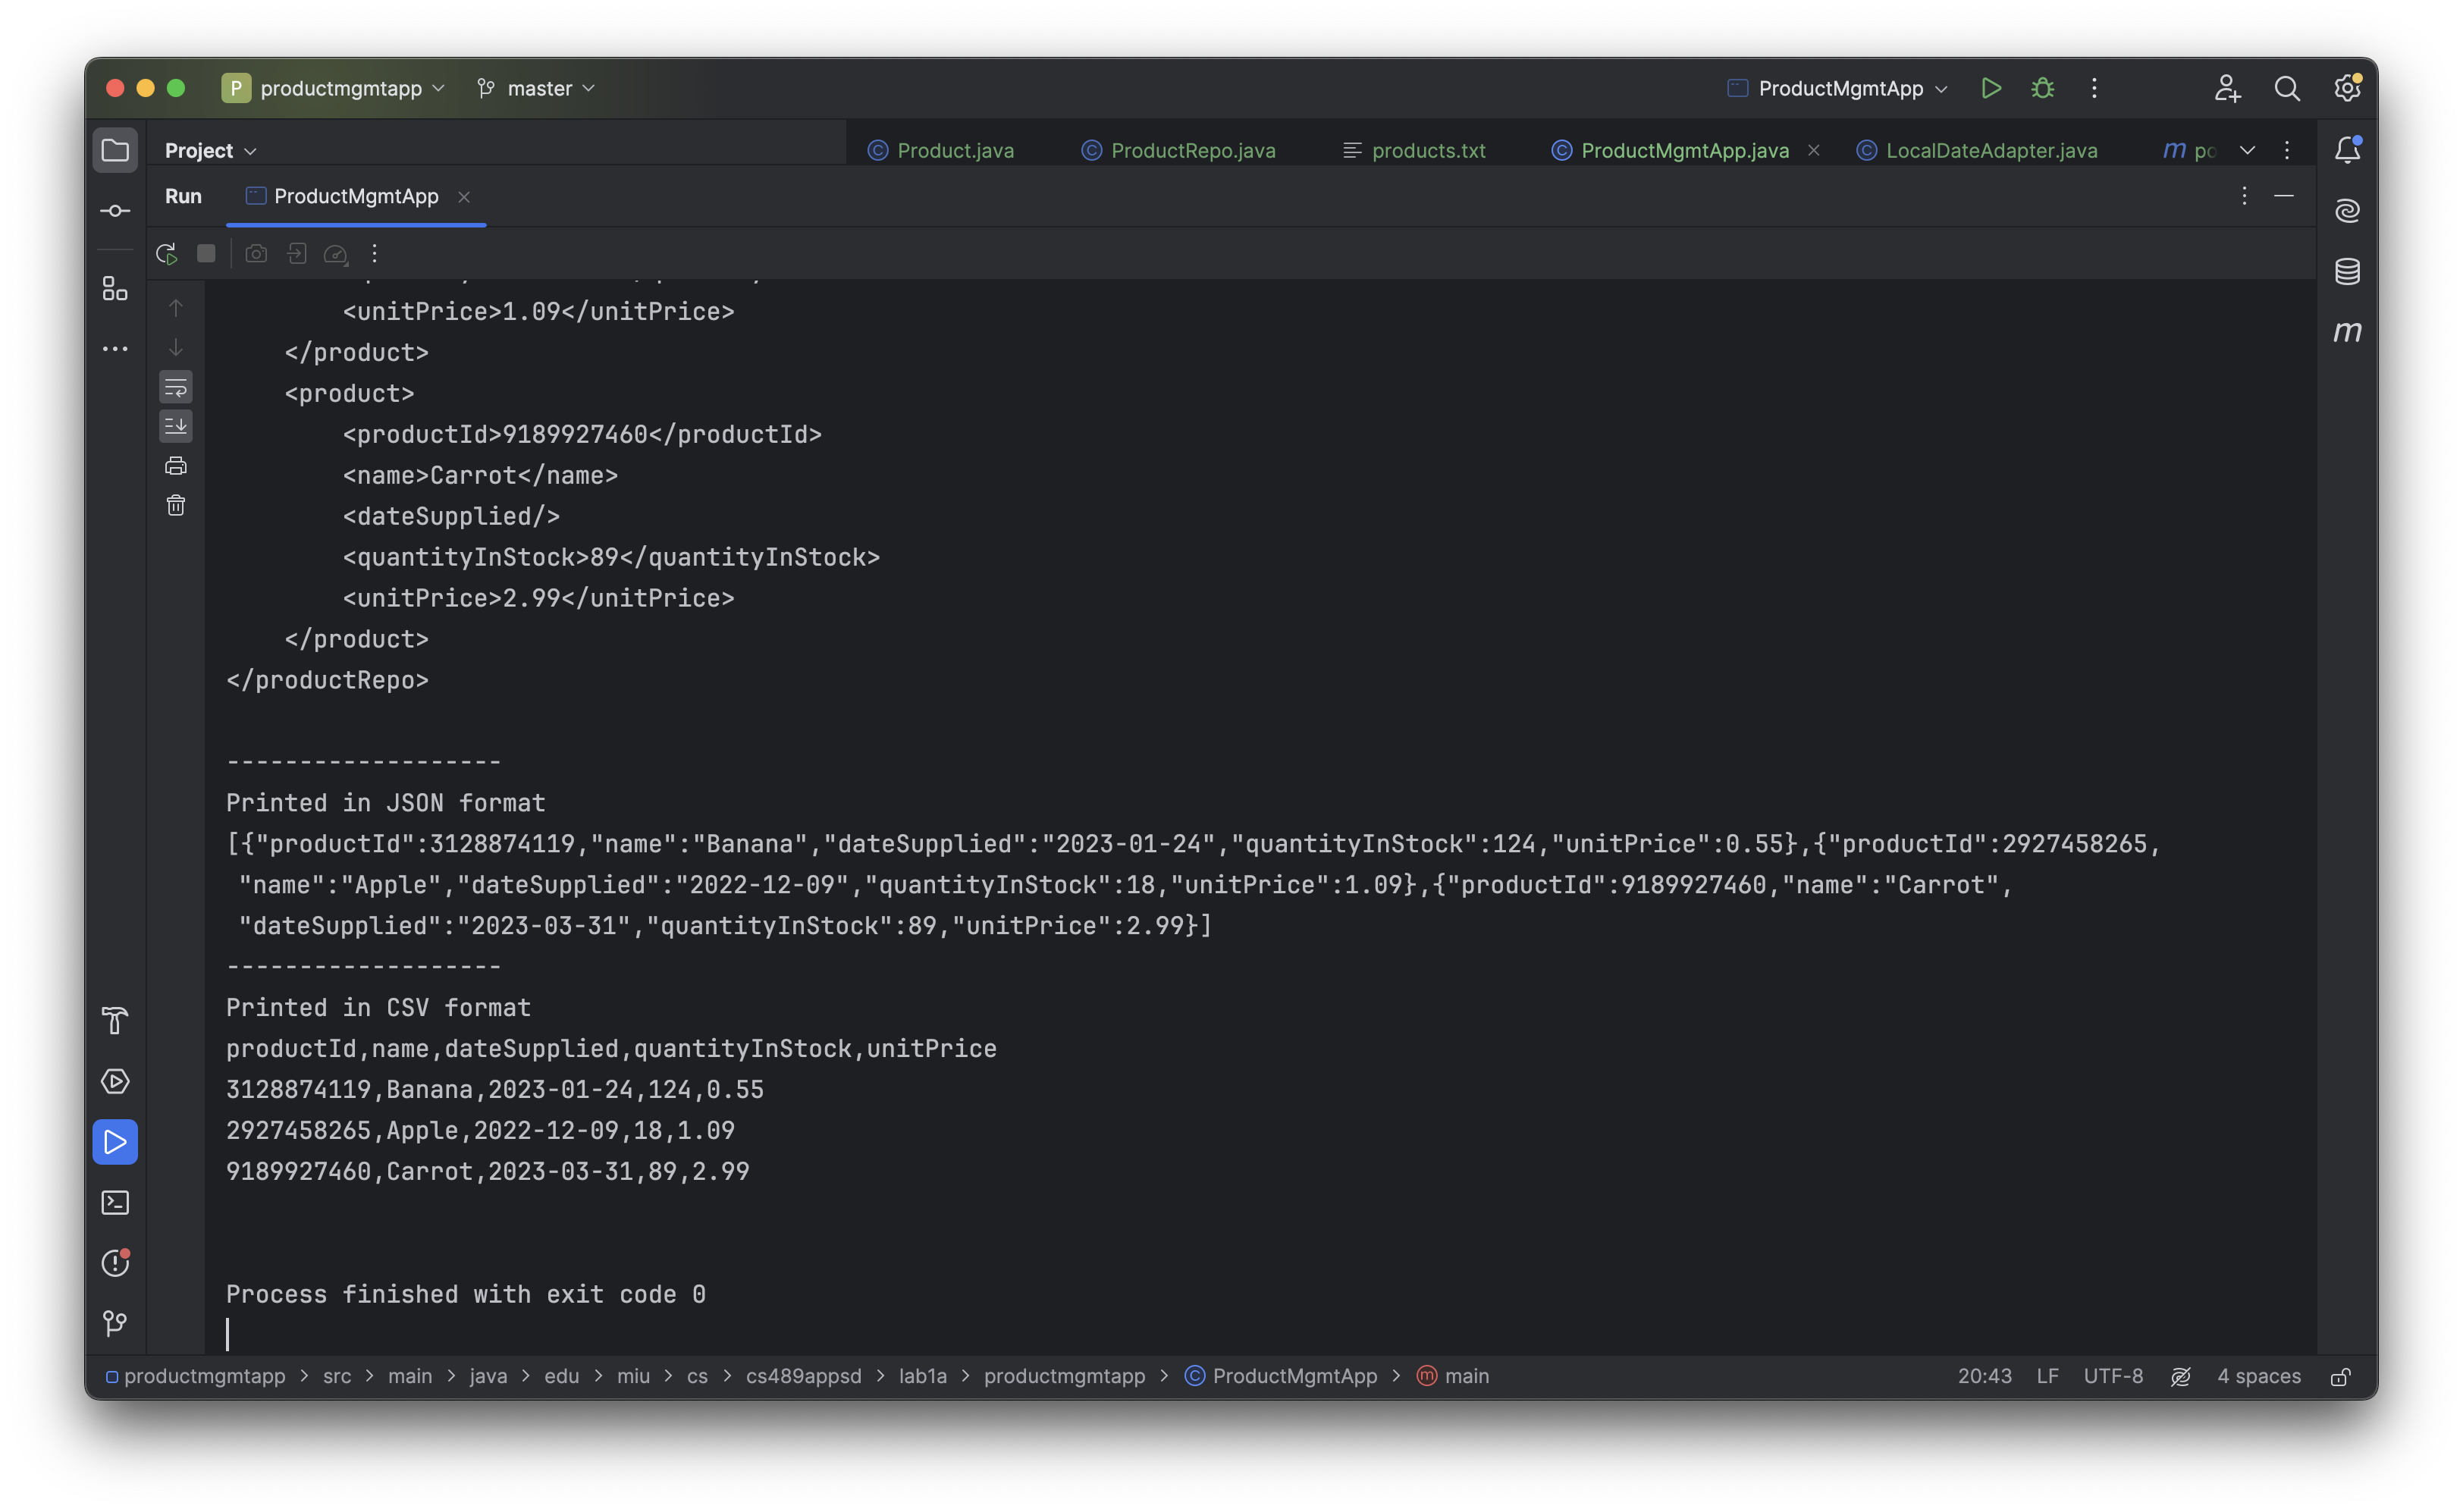 P productmgmtapp master ProductMgmtApp
Project Product.java ProductRepo.java products.txt ProductMgmtApp.java LocalDateAdapter.java m
Run ProductMgmtApp
<unitPrice>1.09</unitPrice>
</product>
<product>
<productId>9189927460</productId>
<name>Carrot</name>
<dateSupplied/>
<quantityInStock>89</quantityInStock>
<unitPrice>2.99</unitPrice>
</product>
</productRepo>
-------------------
Printed in JSON format
[{"productId":3128874119,"name":"Banana","dateSupplied":"2023-01-24","quantityInStock":124,"unitPrice":0.55},{"productId":2927458265,
"name":"Apple","dateSupplied":"2022-12-09","quantityInStock":18,"unitPrice":1.09},{"productId":9189927460,"name":"Carrot",
"dateSupplied":"2023-03-31","quantityInStock":89,"unitPrice":2.99}]
-------------------
Printed in CSV format
productId,name,dateSupplied,quantityInStock,unitPrice
3128874119,Banana,2023-01-24,124,0.55
2927458265,Apple,2022-12-09,18,1.09
9189927460,Carrot,2023-03-31,89,2.99
Process finished with exit code 0
productmgmtapp > src > main > java > edu > miu > cs > cs489appsd > lab1a > productmgmtapp > ProductMgmtApp > main 20:43 LF UTF-8 4 spaces